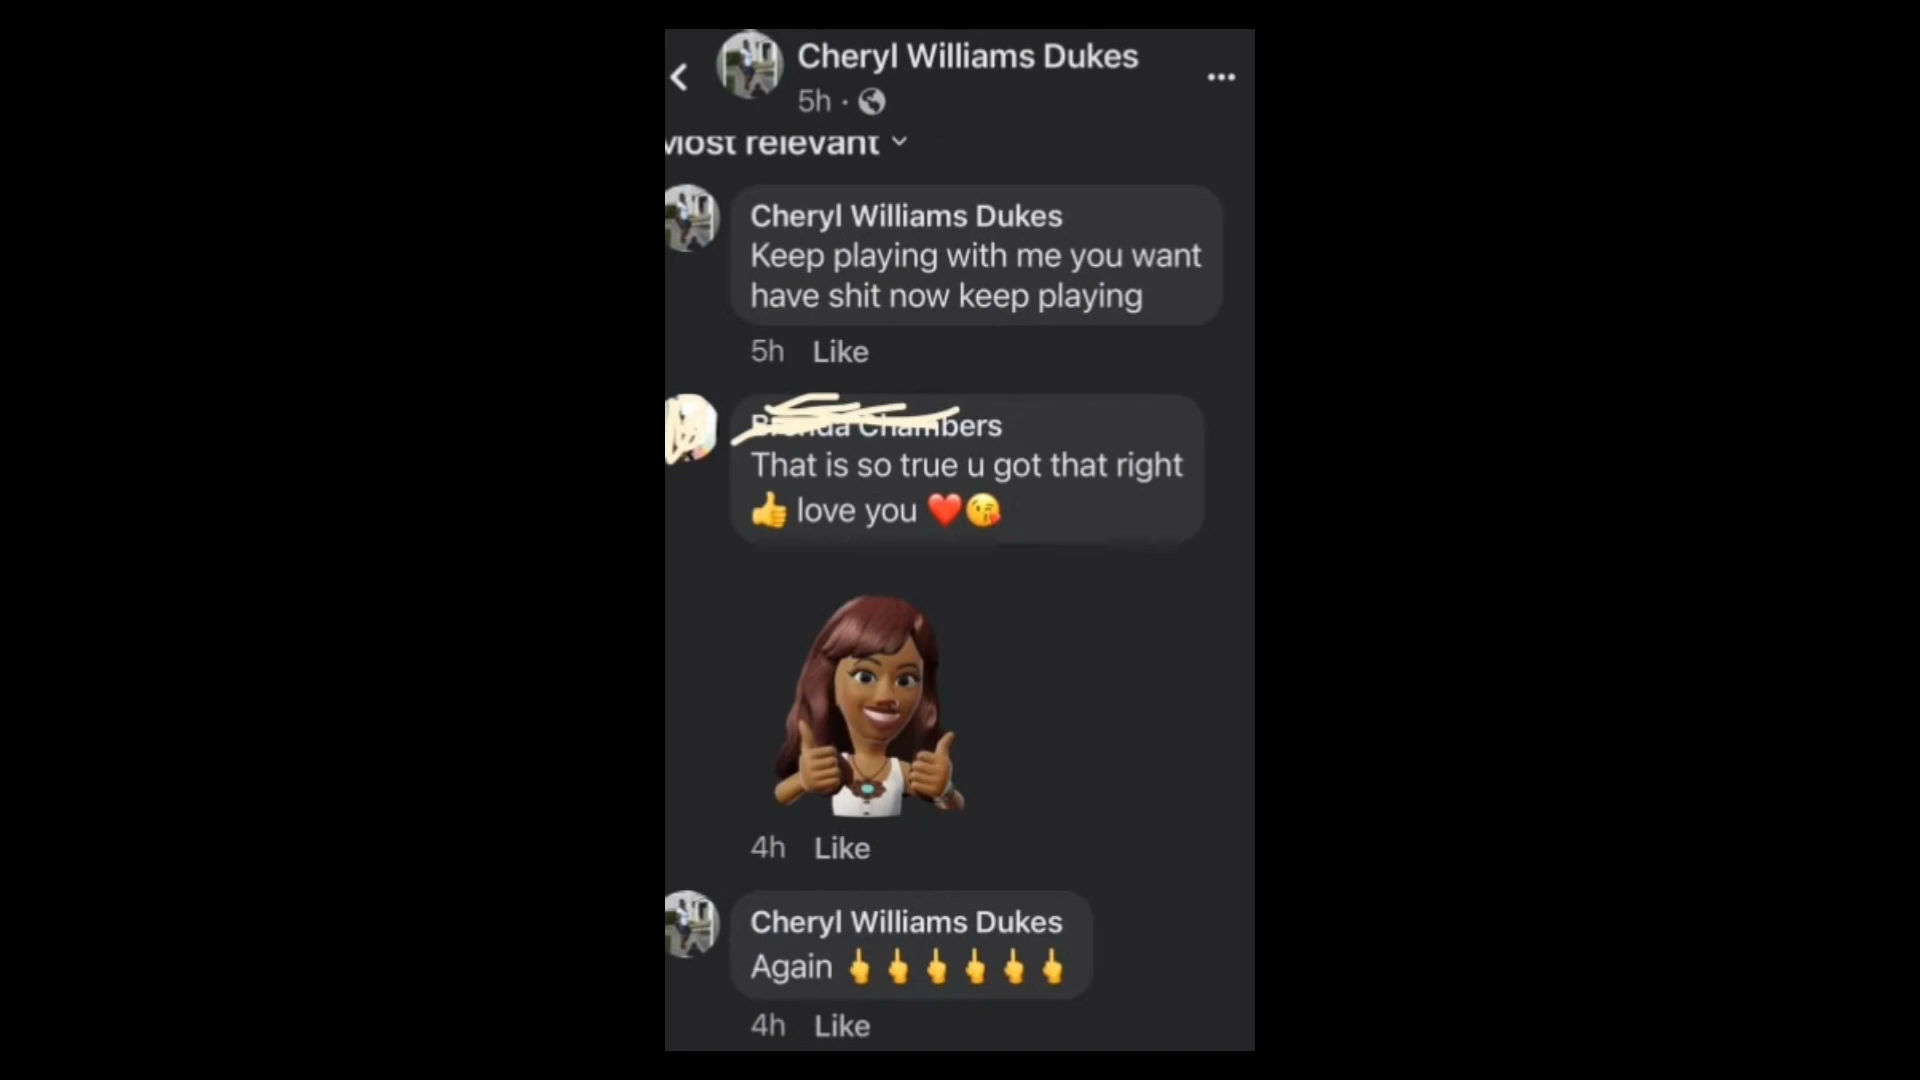 Cheryl Williams Dukes
5h ·
Most relevant
Cheryl Williams Dukes
Keep playing with me you want
have shit now keep playing
5h Like
Chambers
That is so true u got that right
👍 love you ❤️😘
4h Like
Cheryl Williams Dukes
Again 🖕🖕🖕🖕🖕🖕
4h Like